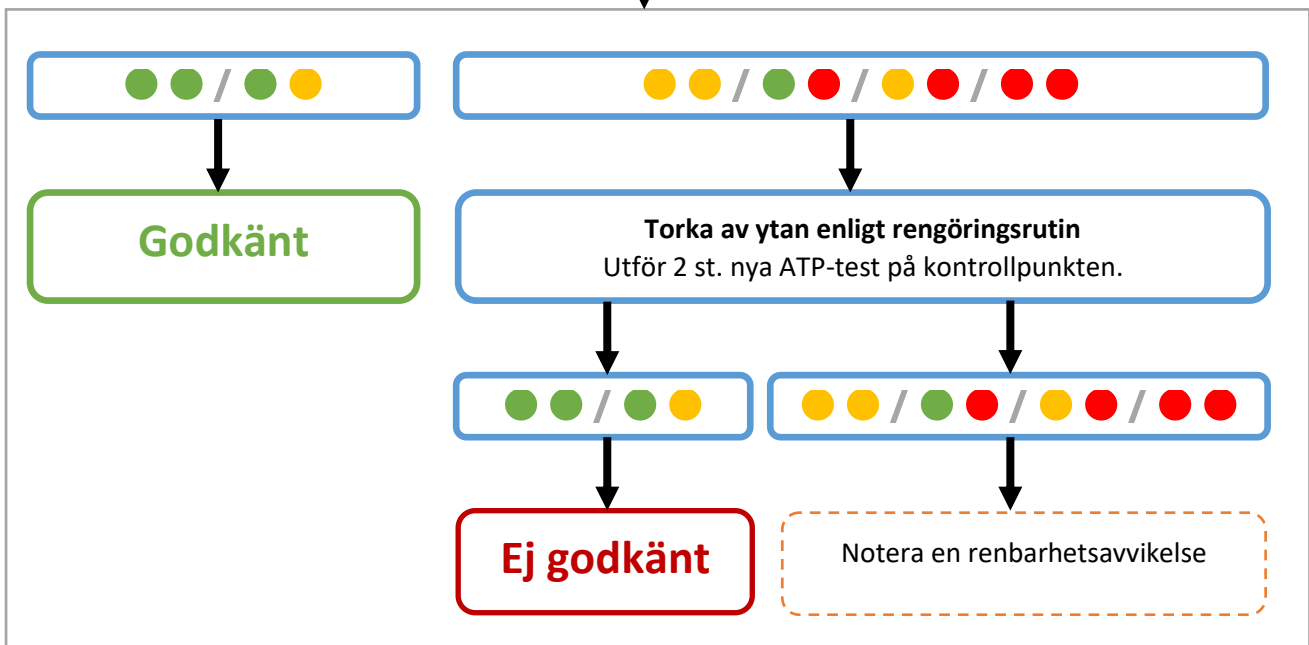 /
/ / /
Godkänt
Torka av ytan enligt rengöringsrutin
Utför 2 st. nya ATP-test på kontrollpunkten.
/
/ / /
Ej godkänt
Notera en renbarhetsavvikelse